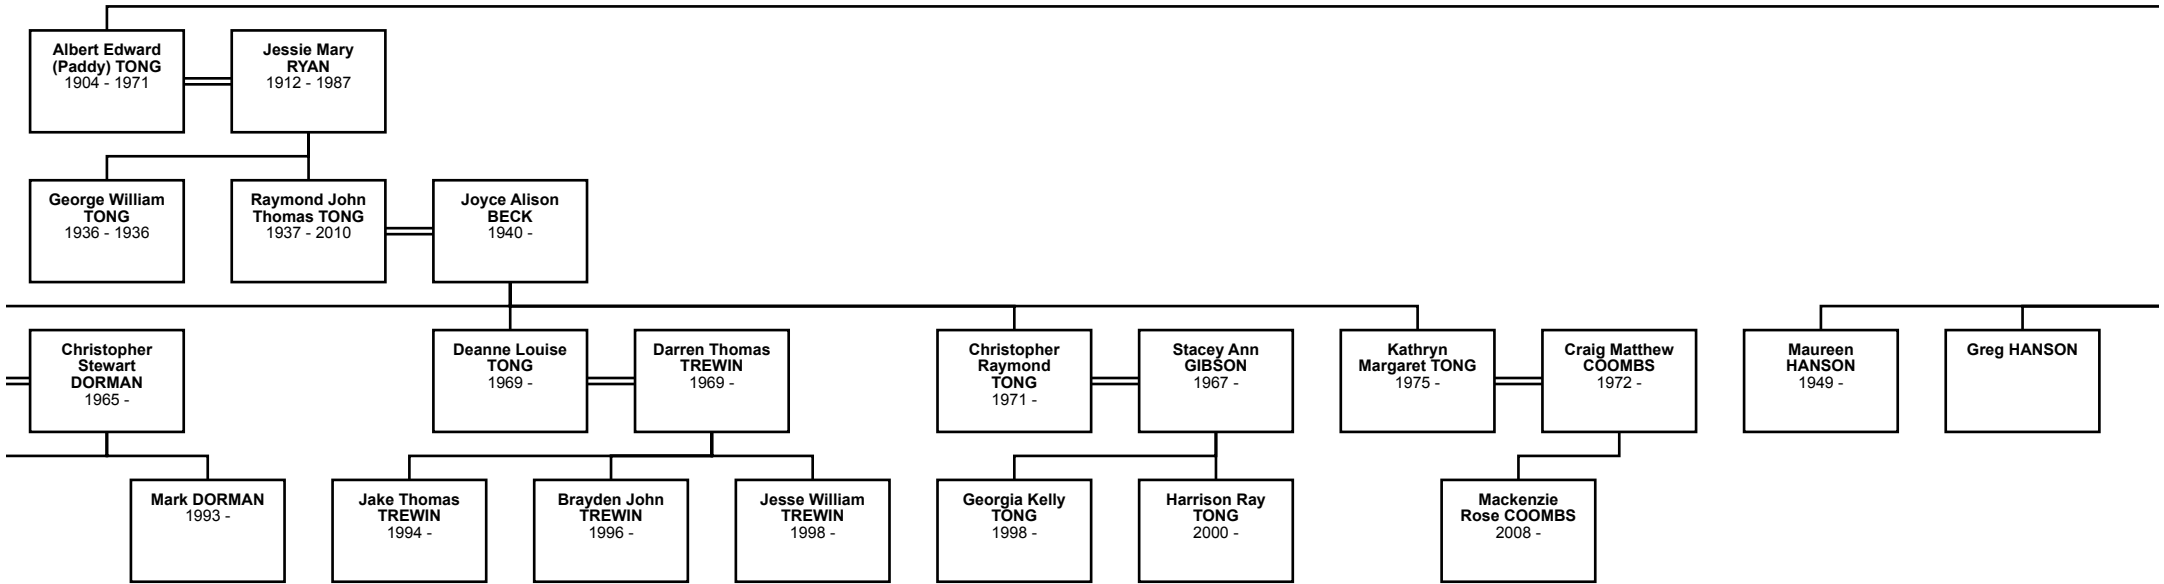 Albert Edward
(Paddy) TONG
1904 - 1971
Jessie Mary
RYAN
1912 - 1987
George William
TONG
1936 - 1936
Raymond John
Thomas TONG
1937 - 2010
Joyce Alison
BECK
1940 -
Christopher
Stewart
DORMAN
1965 -
Deanne Louise
TONG
1969 -
Darren Thomas
TREWIN
1969 -
Christopher
Raymond
TONG
1971 -
Stacey Ann
GIBSON
1967 -
Kathryn
Margaret TONG
1975 -
Craig Matthew
COOMBS
1972 -
Maureen
HANSON
1949 -
Greg HANSON
Mark DORMAN
1993 -
Jake Thomas
TREWIN
1994 -
Brayden John
TREWIN
1996 -
Jesse William
TREWIN
1998 -
Georgia Kelly
TONG
1998 -
Harrison Ray
TONG
2000 -
Mackenzie
Rose COOMBS
2008 -